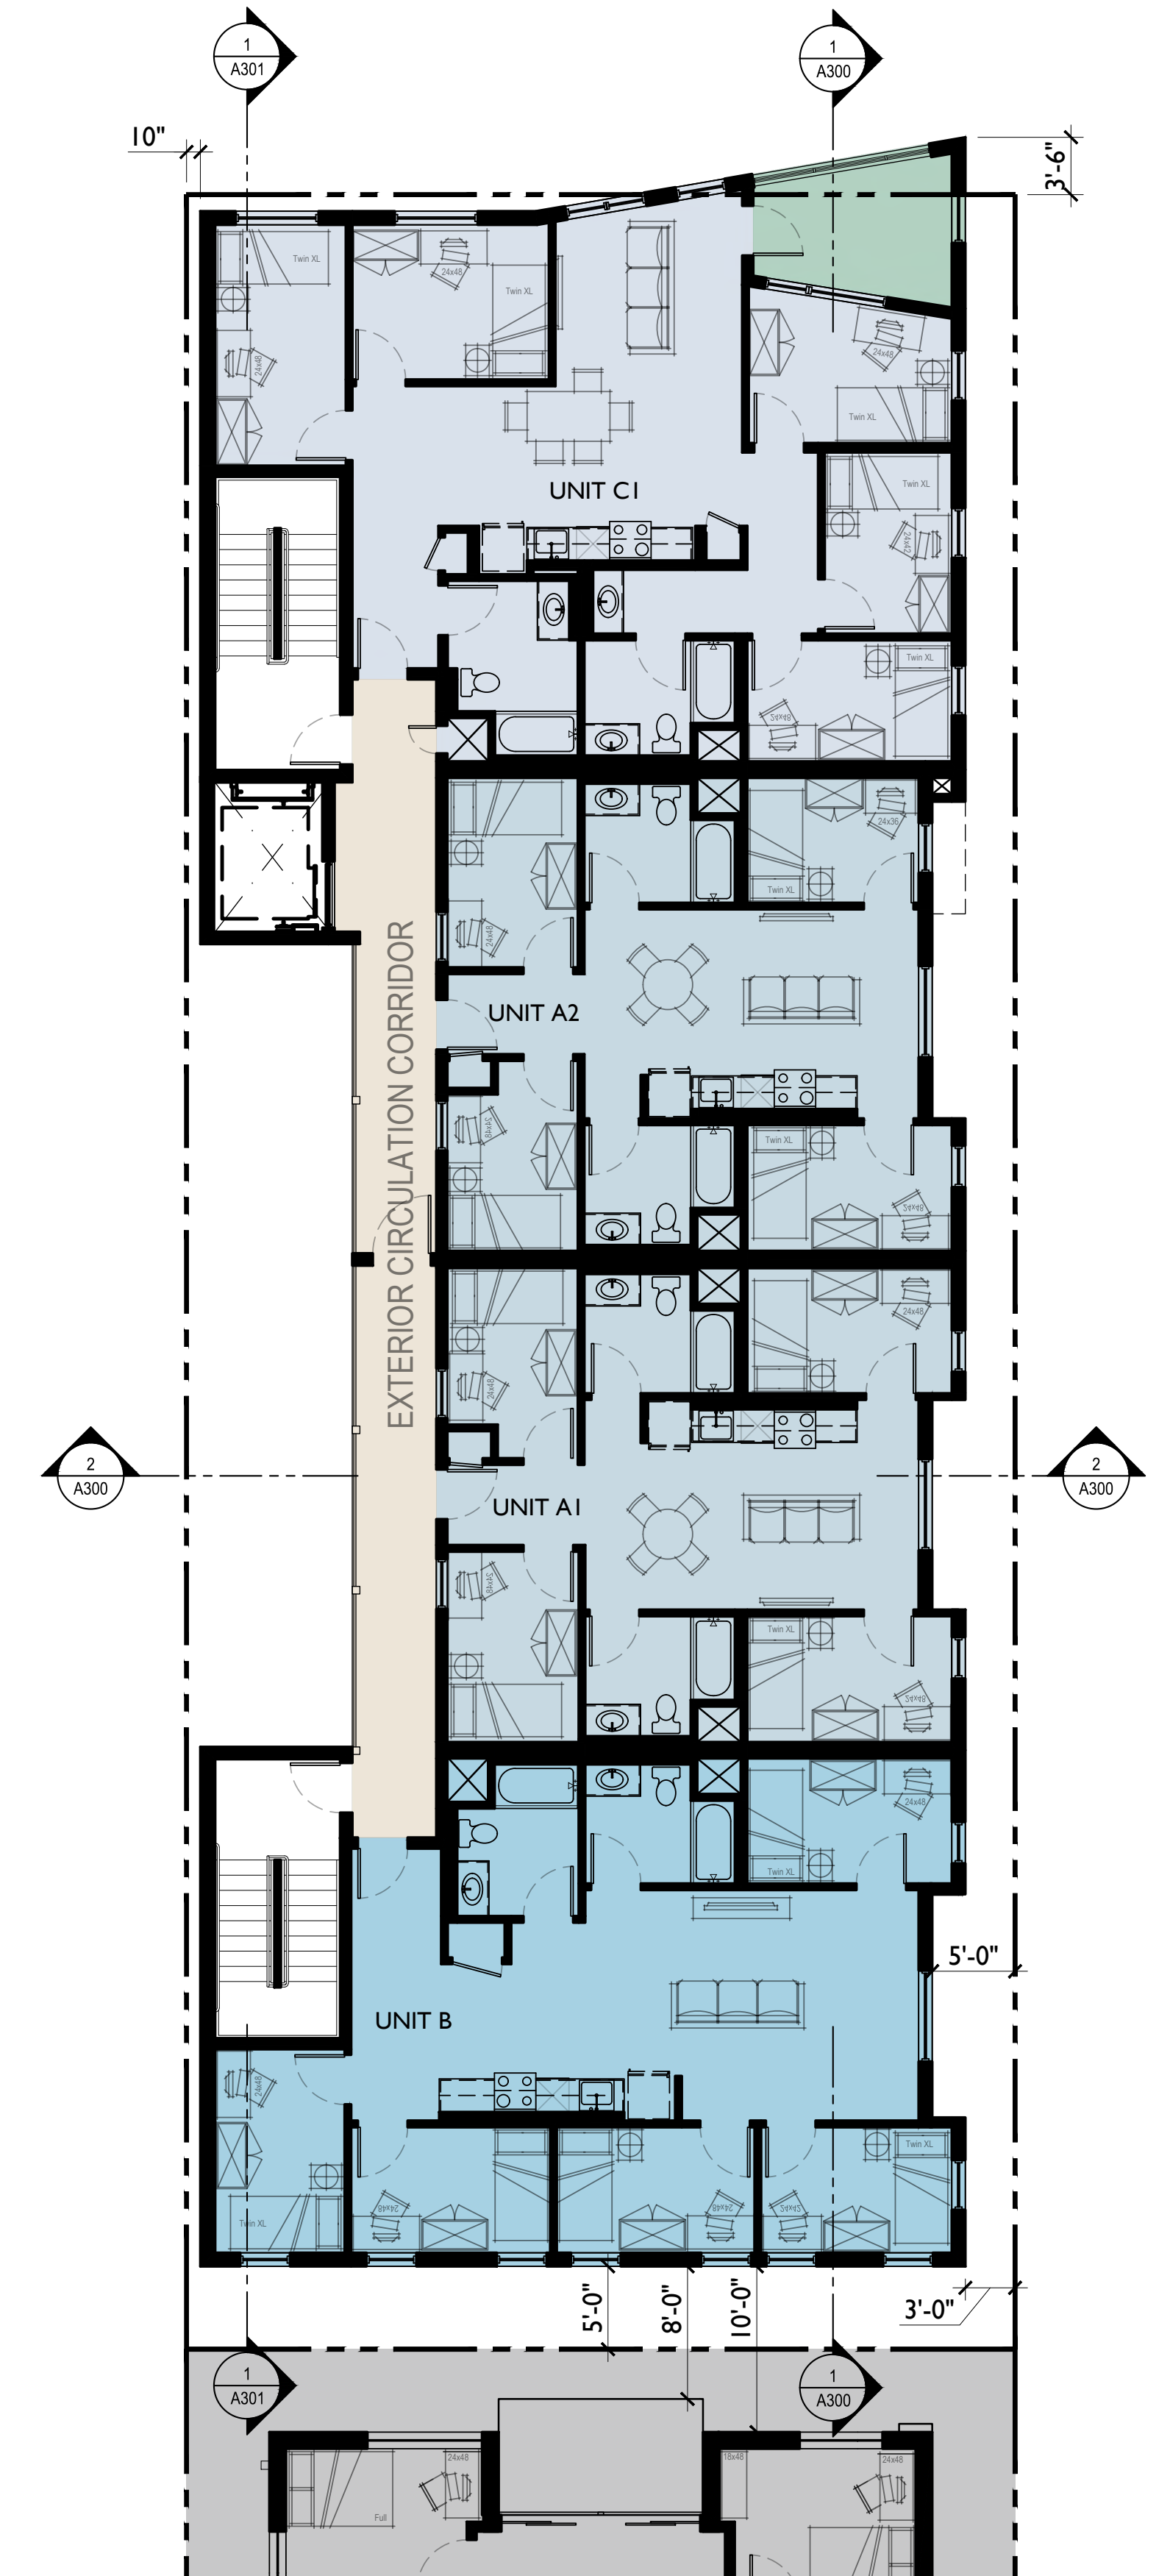 1
A301
1
A300
10"
3'-6"
Twin XL
24x48
Twin XL
24x48
24x48
Twin XL
UNIT C1
Twin XL
24x42
Twin XL
24x48
24x36
Twin XL
24x48
EXTERIOR CIRCULATION CORRIDOR
UNIT A2
24x48
Twin XL
24x48
24x48
24x48
2
A300
2
A300
UNIT A1
24x48
Twin XL
24x48
24x48
Twin XL
5'-0"
UNIT B
24x48
Twin XL
Twin XL
24x48
24x48
24x42
5'-0"
8'-0"
10'-0"
3'-0"
1
A301
1
A300
24x48
Full
18x48
24x48